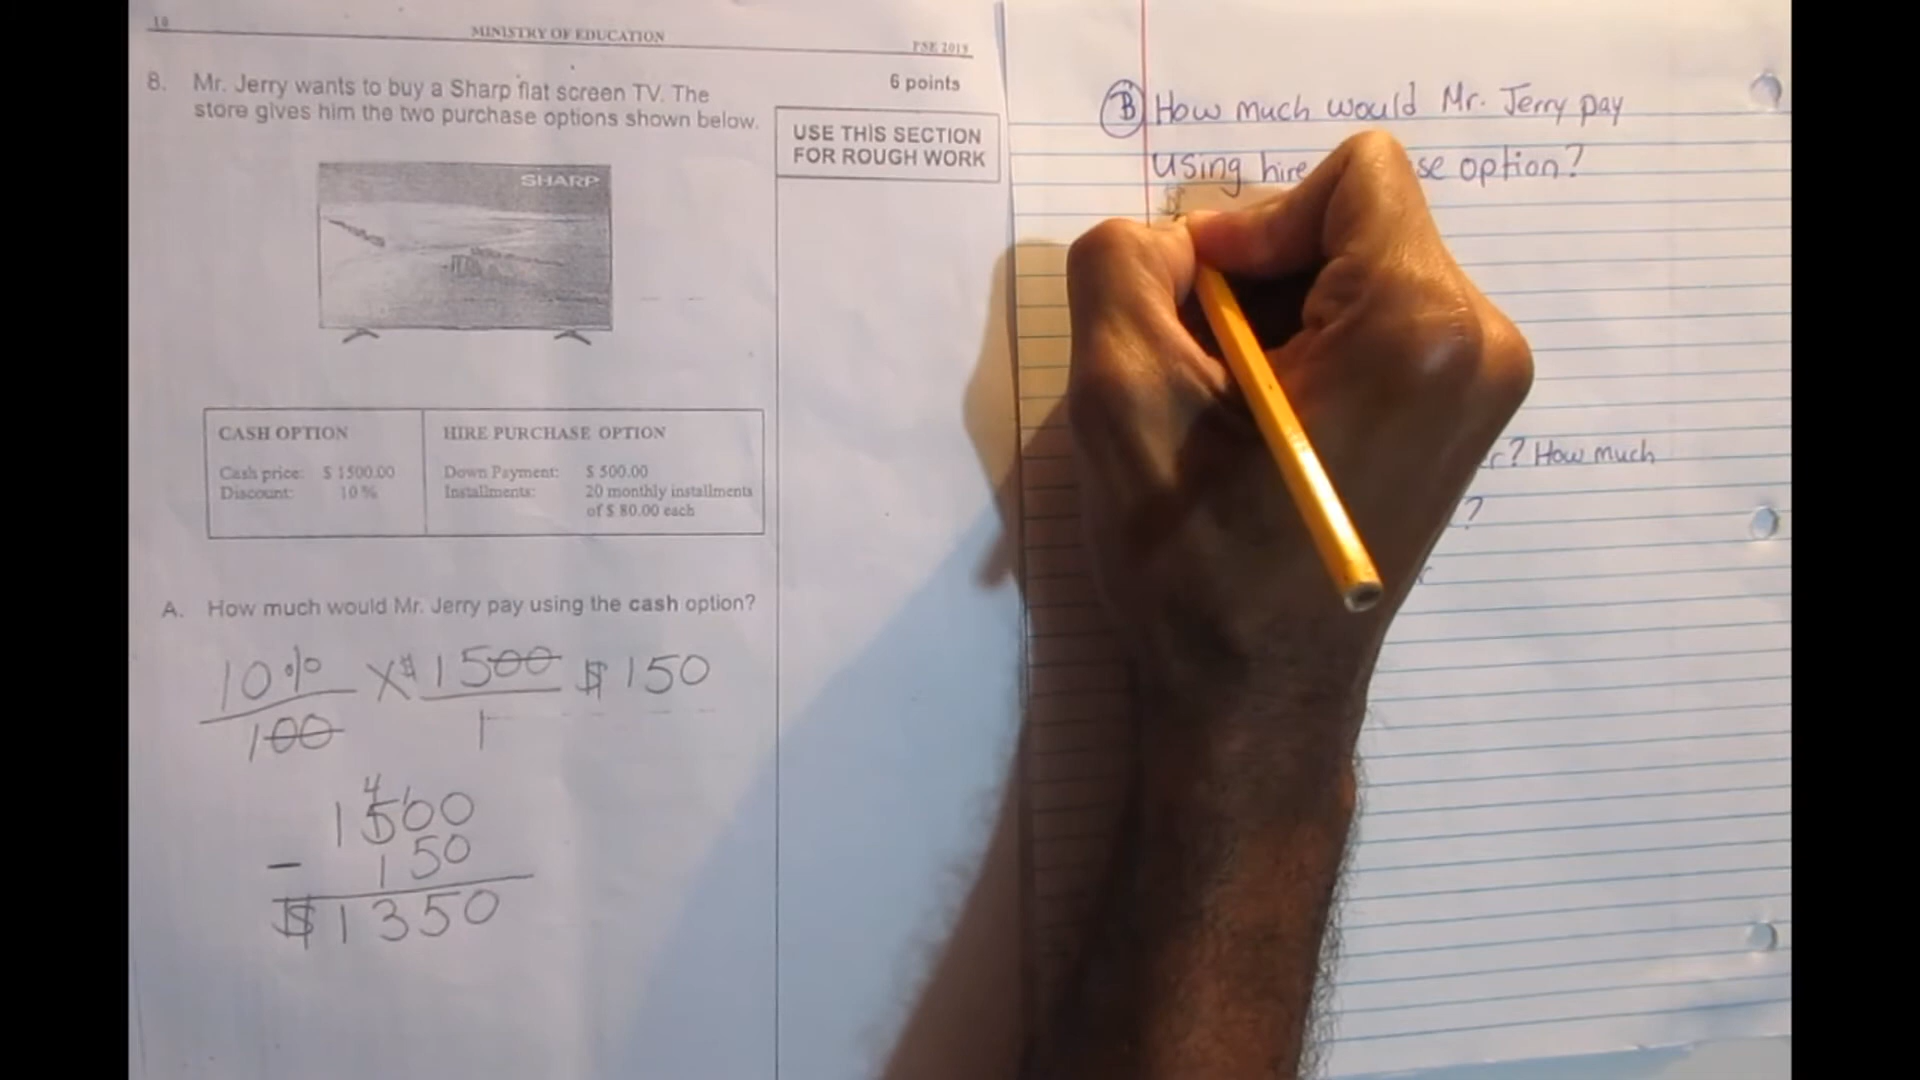 18
MINISTRY OF EDUCATION
PSE 2019
8. Mr. Jerry wants to buy a Sharp flat screen TV. The
store gives him the two purchase options shown below.
6 points
USE THIS SECTION
FOR ROUGH WORK
SHARP
CASH OPTION
Cash price: $ 1500.00
Discount: 10 %
HIRE PURCHASE OPTION
Down Payment: $ 500.00
Installments: 20 monthly installments
of $ 80.00 each
A. How much would Mr. Jerry pay using the cash option?
10% X $1500 $150
100 1
4 1
1500
- 150
$1350
B How much would Mr. Jerry pay
using hire se option?
? How much
?